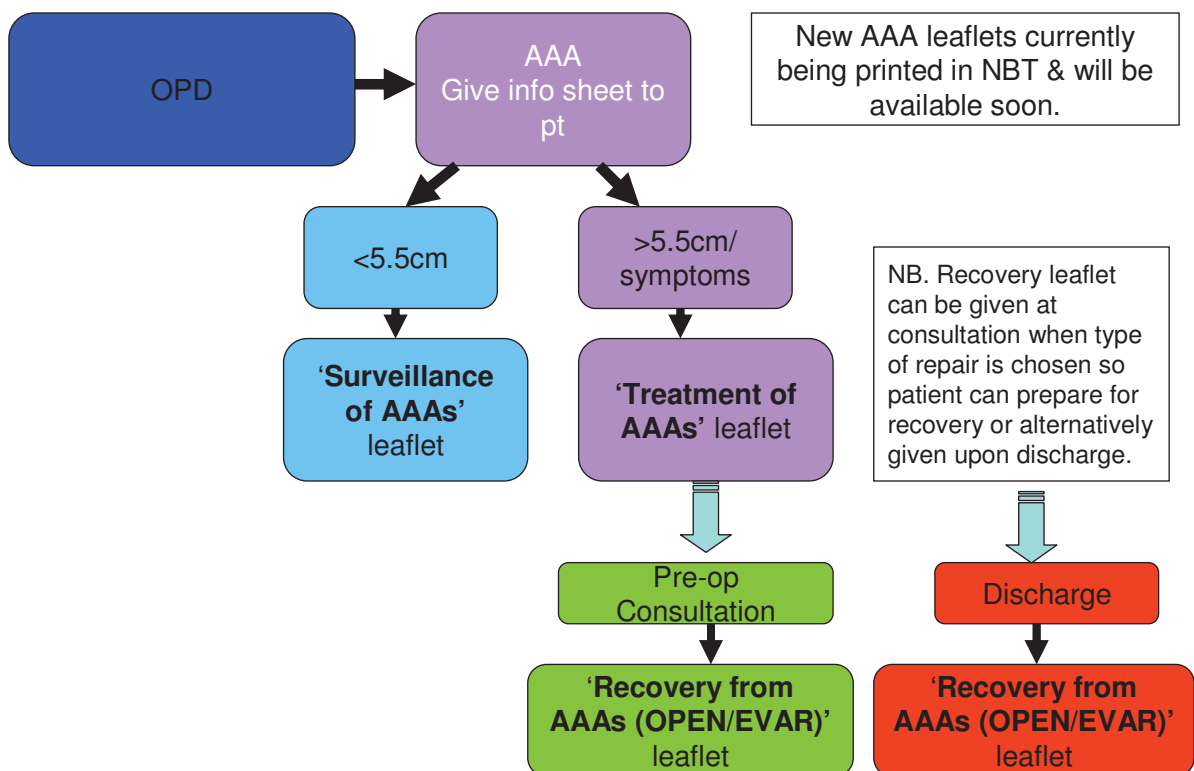 OPD
AAA
Give info sheet to
pt
New AAA leaflets currently
being printed in NBT & will be
available soon.
<5.5cm
>5.5cm/
symptoms
NB. Recovery leaflet
can be given at
consultation when type
of repair is chosen so
patient can prepare for
recovery or alternatively
given upon discharge.
‘Surveillance
of AAAs’
leaflet
‘Treatment of
AAAs’ leaflet
Pre-op
Consultation
Discharge
‘Recovery from
AAAs (OPEN/EVAR)’
leaflet
‘Recovery from
AAAs (OPEN/EVAR)’
leaflet